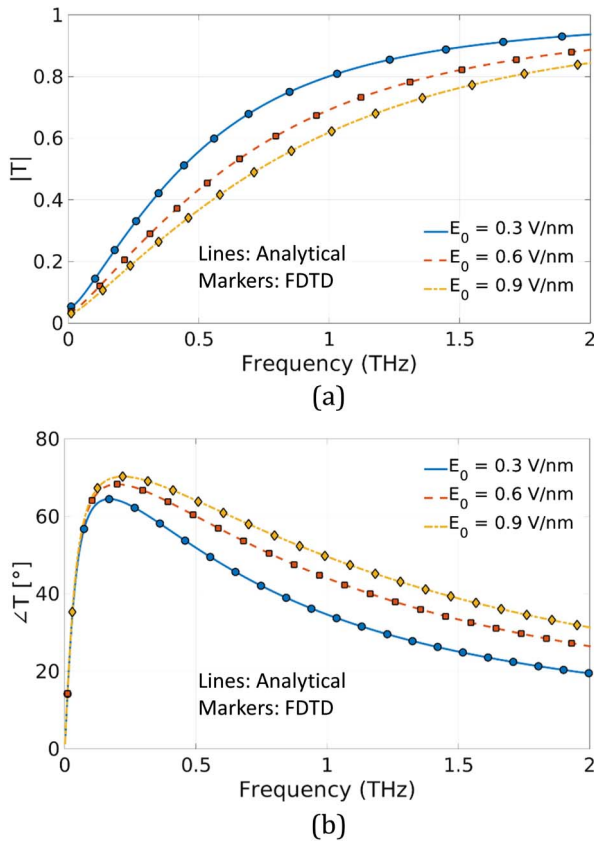 (a)
1
0.8
0.6
|T|
0.4
0.2
0
E0 = 0.3 V/nm
E0 = 0.6 V/nm
E0 = 0.9 V/nm
Lines: Analytical
Markers: FDTD
0 0.5 1 1.5 2
Frequency (THz)
(a)
80
60
∠T [°]
40
20
0
E0 = 0.3 V/nm
E0 = 0.6 V/nm
E0 = 0.9 V/nm
Lines: Analytical
Markers: FDTD
0 0.5 1 1.5 2
Frequency (THz)
(b)